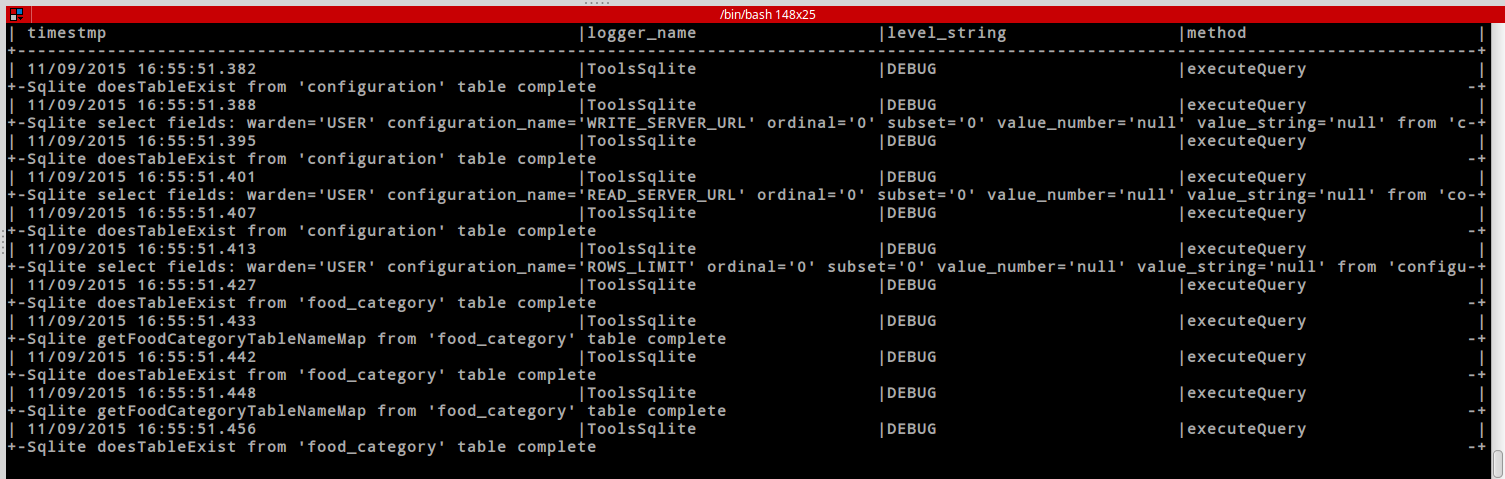 /bin/bash 148x25
| timestmp |logger_name |level_string |method |
+--------------------------------------------------------------------------------------------------------------------------------------------------+
| 11/09/2015 16:55:51.382 |ToolsSqlite |DEBUG |executeQuery |
+-Sqlite doesTableExist from 'configuration' table complete -+
| 11/09/2015 16:55:51.388 |ToolsSqlite |DEBUG |executeQuery |
+-Sqlite select fields: warden='USER' configuration_name='WRITE_SERVER_URL' ordinal='0' subset='0' value_number='null' value_string='null' from 'c-+
| 11/09/2015 16:55:51.395 |ToolsSqlite |DEBUG |executeQuery |
+-Sqlite doesTableExist from 'configuration' table complete -+
| 11/09/2015 16:55:51.401 |ToolsSqlite |DEBUG |executeQuery |
+-Sqlite select fields: warden='USER' configuration_name='READ_SERVER_URL' ordinal='0' subset='0' value_number='null' value_string='null' from 'co-+
| 11/09/2015 16:55:51.407 |ToolsSqlite |DEBUG |executeQuery |
+-Sqlite doesTableExist from 'configuration' table complete -+
| 11/09/2015 16:55:51.413 |ToolsSqlite |DEBUG |executeQuery |
+-Sqlite select fields: warden='USER' configuration_name='ROWS_LIMIT' ordinal='0' subset='0' value_number='null' value_string='null' from 'configu-+
| 11/09/2015 16:55:51.427 |ToolsSqlite |DEBUG |executeQuery |
+-Sqlite doesTableExist from 'food_category' table complete -+
| 11/09/2015 16:55:51.433 |ToolsSqlite |DEBUG |executeQuery |
+-Sqlite getFoodCategoryTableNameMap from 'food_category' table complete -+
| 11/09/2015 16:55:51.442 |ToolsSqlite |DEBUG |executeQuery |
+-Sqlite doesTableExist from 'food_category' table complete -+
| 11/09/2015 16:55:51.448 |ToolsSqlite |DEBUG |executeQuery |
+-Sqlite getFoodCategoryTableNameMap from 'food_category' table complete -+
| 11/09/2015 16:55:51.456 |ToolsSqlite |DEBUG |executeQuery |
+-Sqlite doesTableExist from 'food_category' table complete -+